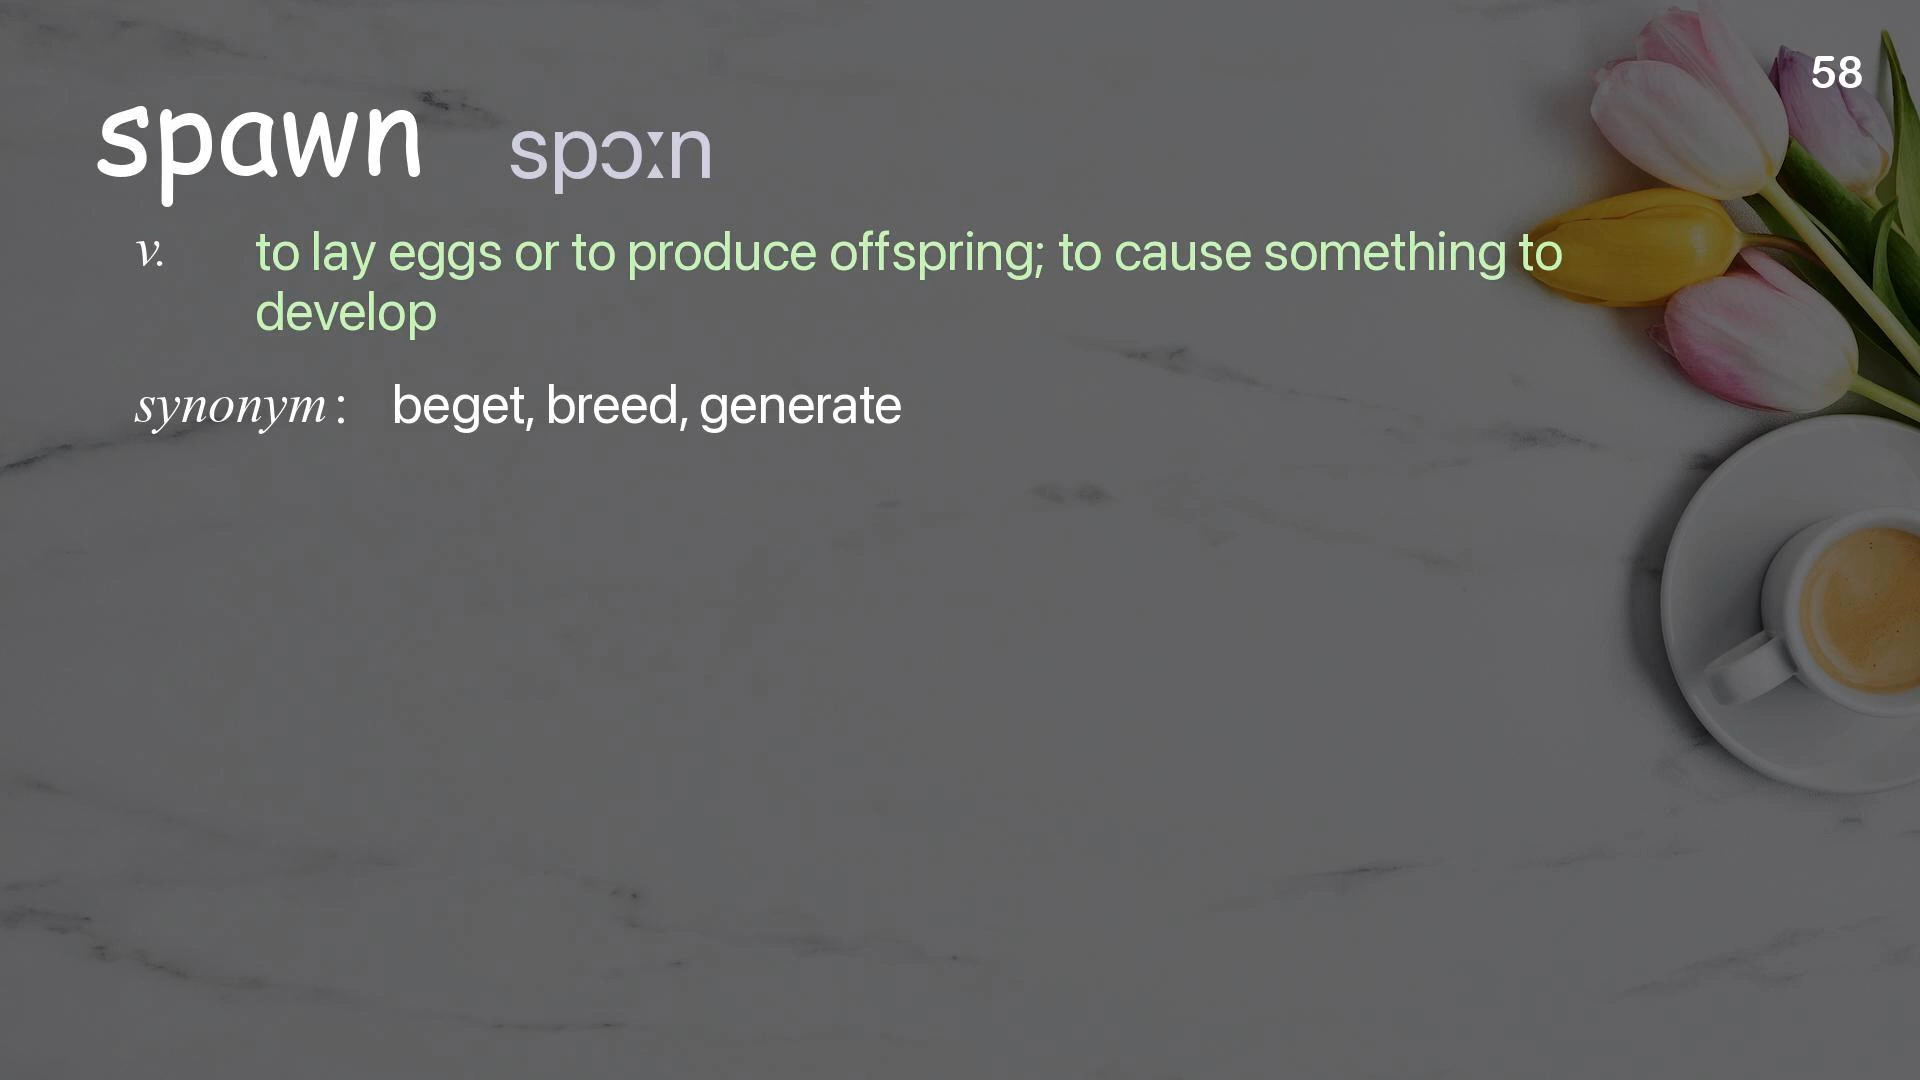 58
spawn spɔːn
v. to lay eggs or to produce offspring; to cause something to
develop
synonym: beget, breed, generate